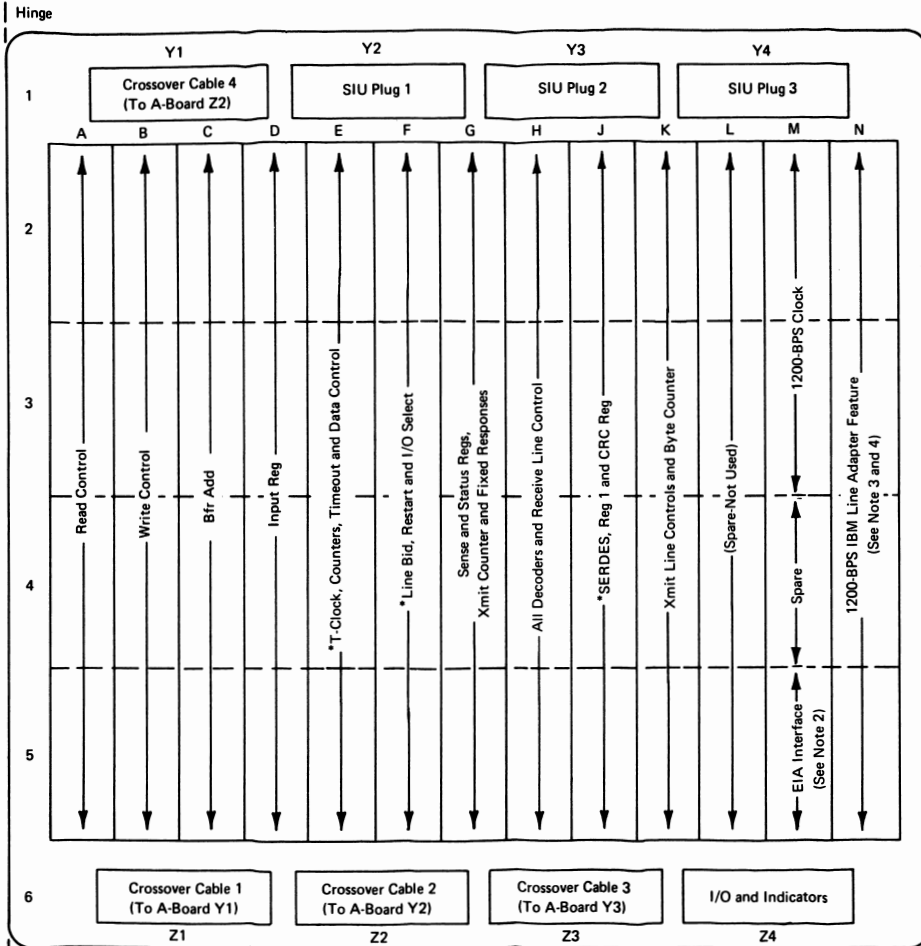 Hinge
Y1 Y2 Y3 Y4
1
Crossover Cable 4
(To A-Board Z2)
SIU Plug 1
SIU Plug 2
SIU Plug 3
A B C D E F G H J K L M N
2
3
4
5
Read Control
Write Control
Bfr Add
Input Reg
*T-Clock, Counters, Timeout and Data Control
*Line Bid, Restart and I/O Select
Sense and Status Regs,
Xmit Counter and Fixed Responses
All Decoders and Receive Line Control
*SERDES, Reg 1 and CRC Reg
Xmit Line Controls and Byte Counter
(Spare-Not Used)
1200-BPS Clock
Spare
EIA Interface
(See Note 2)
1200-BPS IBM Line Adapter Feature
(See Note 3 and 4)
6
Crossover Cable 1
(To A-Board Y1)
Crossover Cable 2
(To A-Board Y2)
Crossover Cable 3
(To A-Board Y3)
I/O and Indicators
Z1 Z2 Z3 Z4